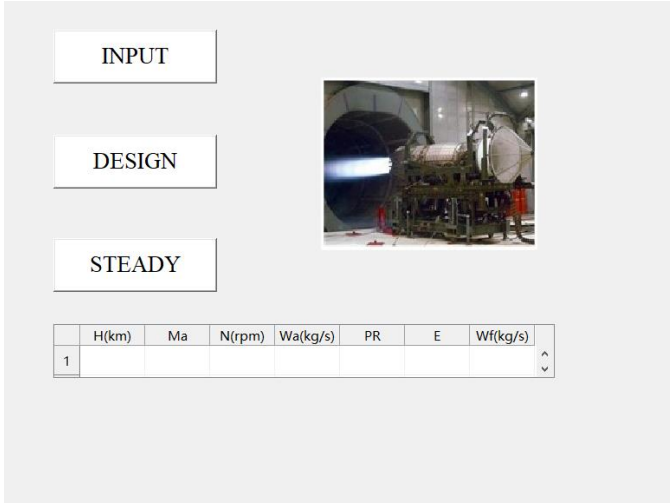 INPUT
DESIGN
STEADY
H(km) Ma N(rpm) Wa(kg/s) PR E Wf(kg/s)
1